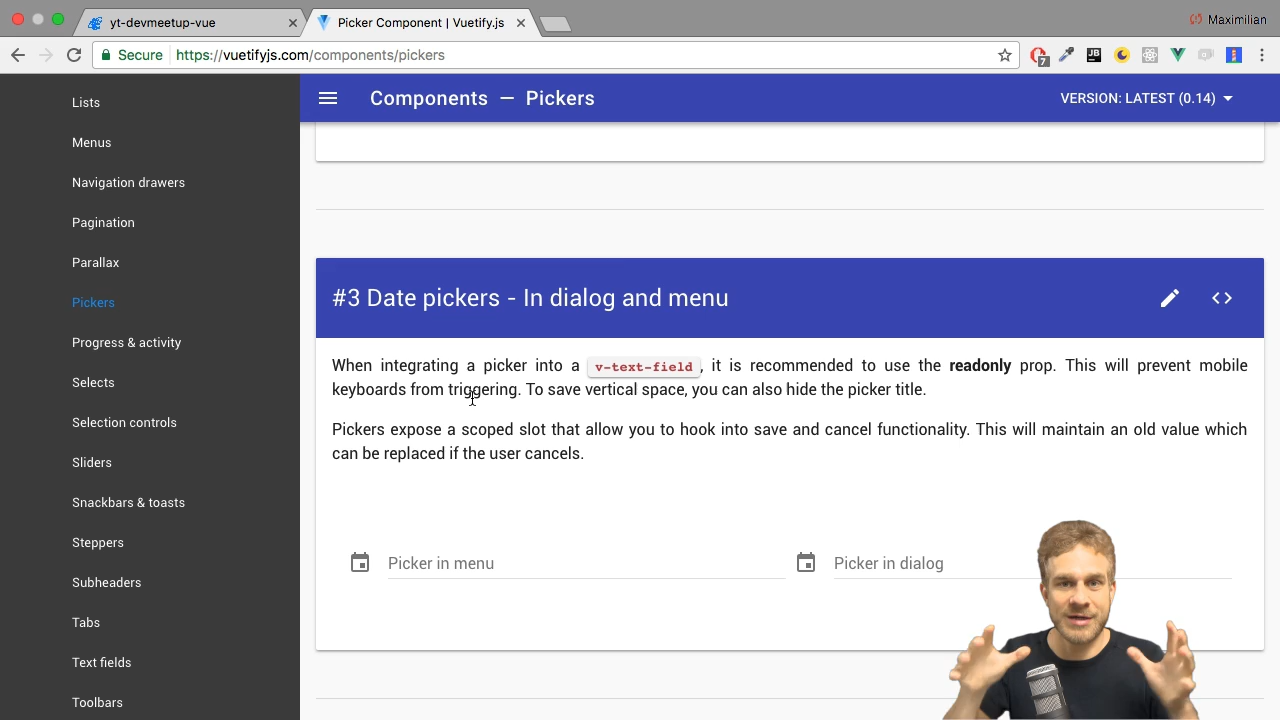 yt-devmeetup-vue
Picker Component | Vuetify.js
Maximilian
Secure
https://vuetifyjs.com/components/pickers
7
JB
Lists
Menus
Navigation drawers
Pagination
Parallax
Pickers
Progress & activity
Selects
Selection controls
Sliders
Snackbars & toasts
Steppers
Subheaders
Tabs
Text fields
Toolbars
Components — Pickers
VERSION: LATEST (0.14)
#3 Date pickers - In dialog and menu
When integrating a picker into a v-text-field, it is recommended to use the readonly prop. This will prevent mobile
keyboards from triggering. To save vertical space, you can also hide the picker title.
Pickers expose a scoped slot that allow you to hook into save and cancel functionality. This will maintain an old value which
can be replaced if the user cancels.
Picker in menu
Picker in dialog